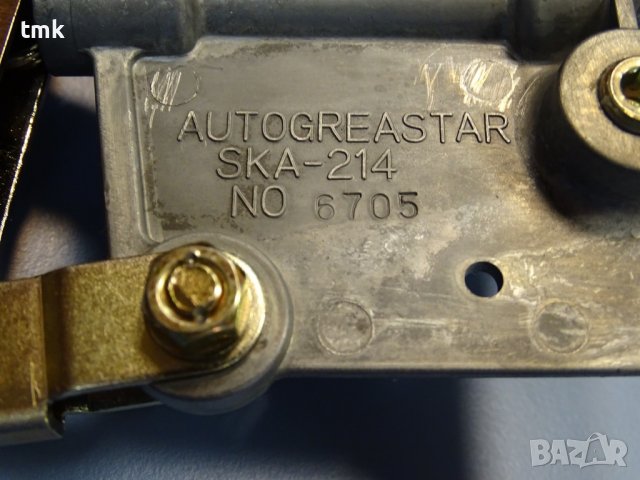 tmk
AUTOGREASTAR
SKA-214
NO 6705
BAZAR